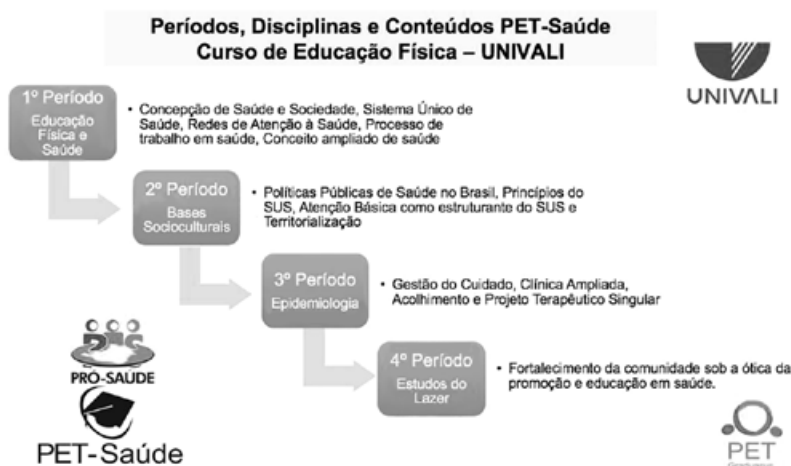 Períodos, Disciplinas e Conteúdos PET-Saúde
Curso de Educação Física – UNIVALI
UNIVALI
1º Período
Educação
Física e
Saúde
• Concepção de Saúde e Sociedade, Sistema Único de
Saúde, Redes de Atenção à Saúde, Processo de
trabalho em saúde, Conceito ampliado de saúde
2º Período
Bases
Socioculturais
• Políticas Públicas de Saúde no Brasil, Princípios do
SUS, Atenção Básica como estruturante do SUS e
Territorialização
3º Período
Epidemiologia
• Gestão do Cuidado, Clínica Ampliada,
Acolhimento e Projeto Terapêutico Singular
4º Período
Estudos do
Lazer
• Fortalecimento da comunidade sob a ótica da
promoção e educação em saúde.
PRÓ-SAÚDE
PET-Saúde
PET